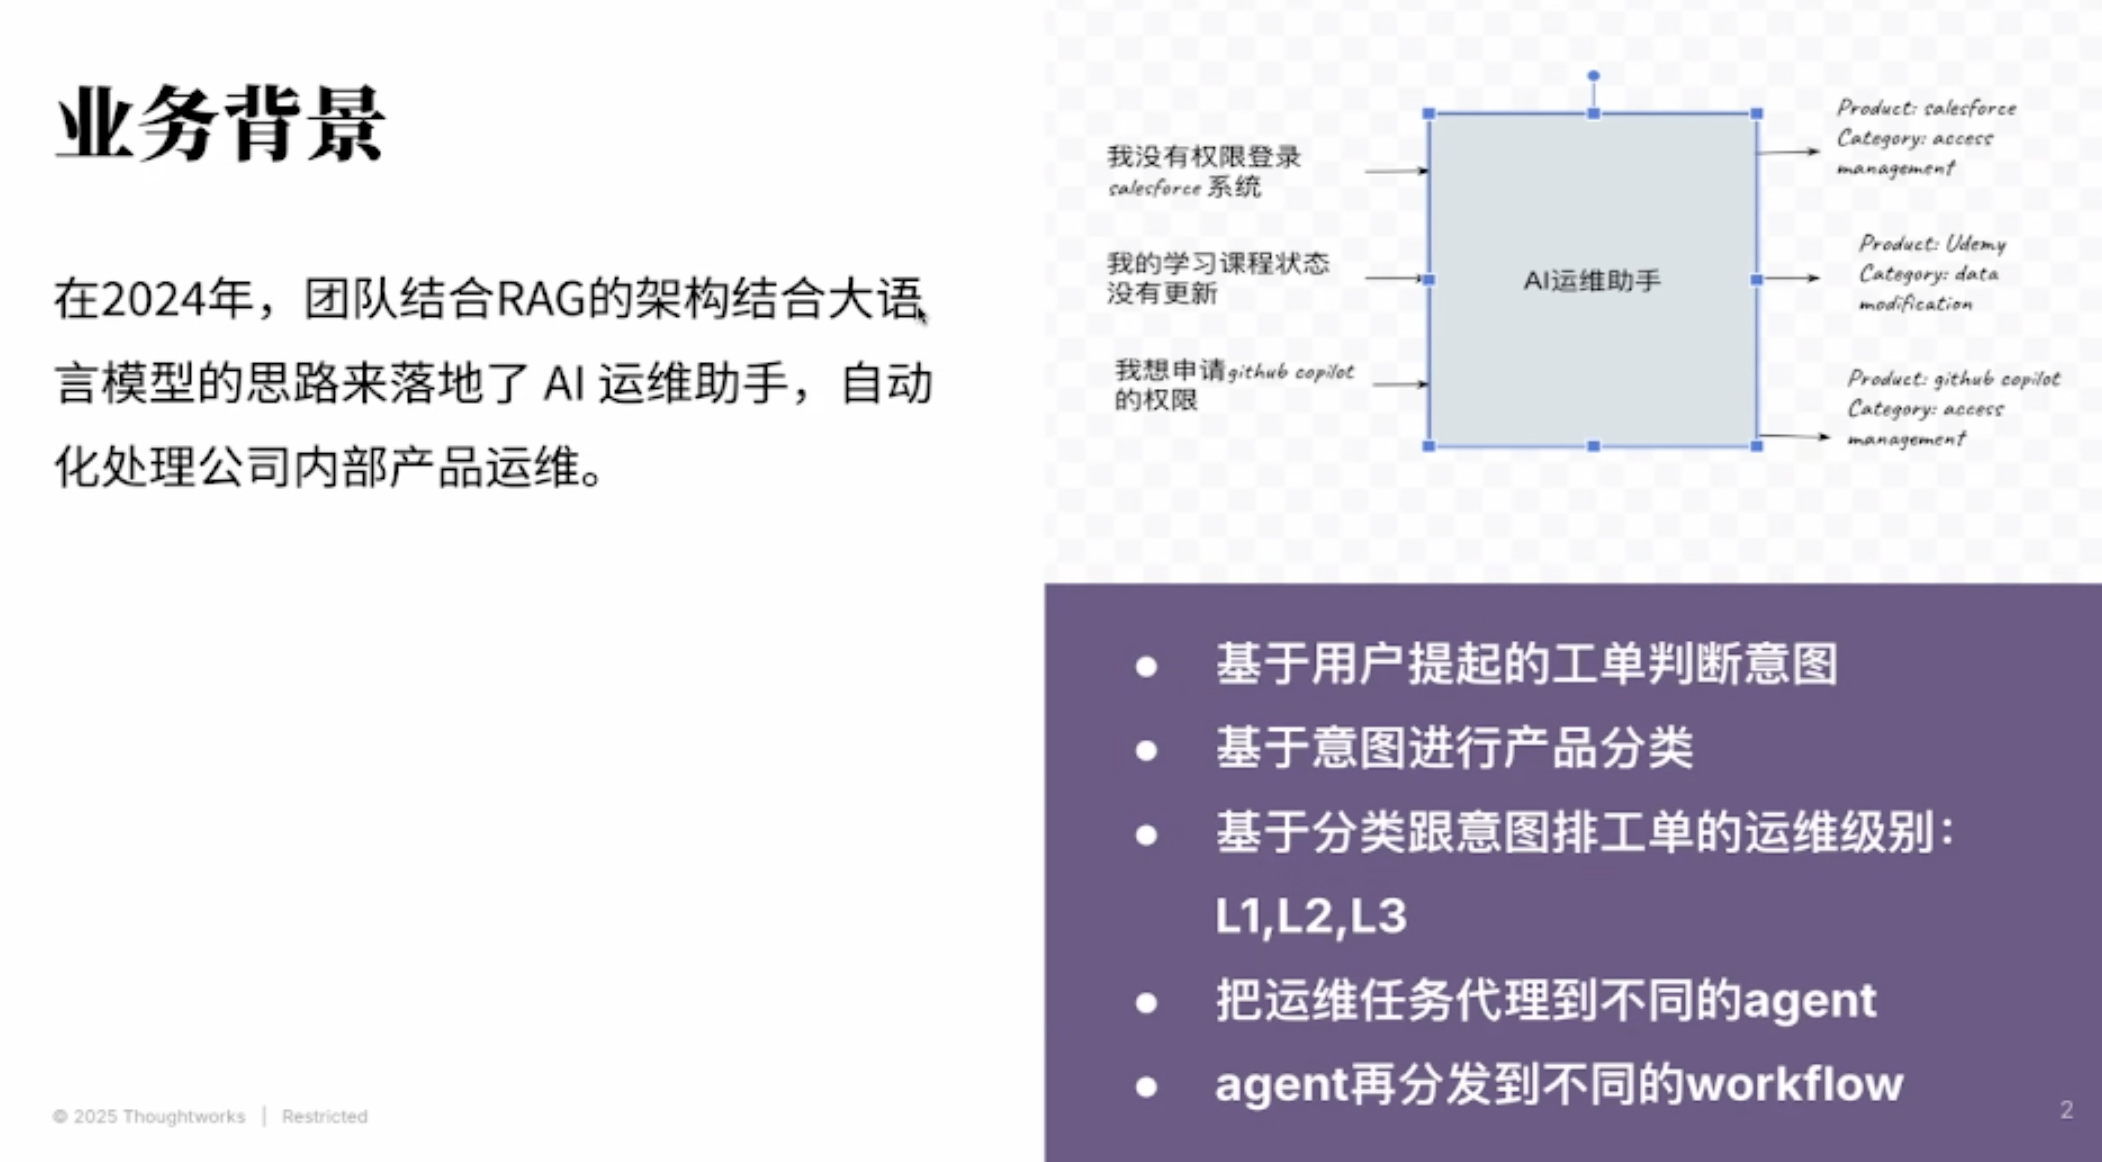 业务背景
在2024年，团队结合RAG的架构结合大语
言模型的思路来落地了 AI 运维助手，自动
化处理公司内部产品运维。
我没有权限登录
salesforce 系统
我的学习课程状态
没有更新
我想申请github copilot
的权限
AI运维助手
Product: salesforce
Category: access
management
Product: Udemy
Category: data
modification
Product: github copilot
Category: access
management
● 基于用户提起的工单判断意图
● 基于意图进行产品分类
● 基于分类跟意图排工单的运维级别：
L1,L2,L3
● 把运维任务代理到不同的agent
● agent再分发到不同的workflow
© 2025 Thoughtworks | Restricted
2